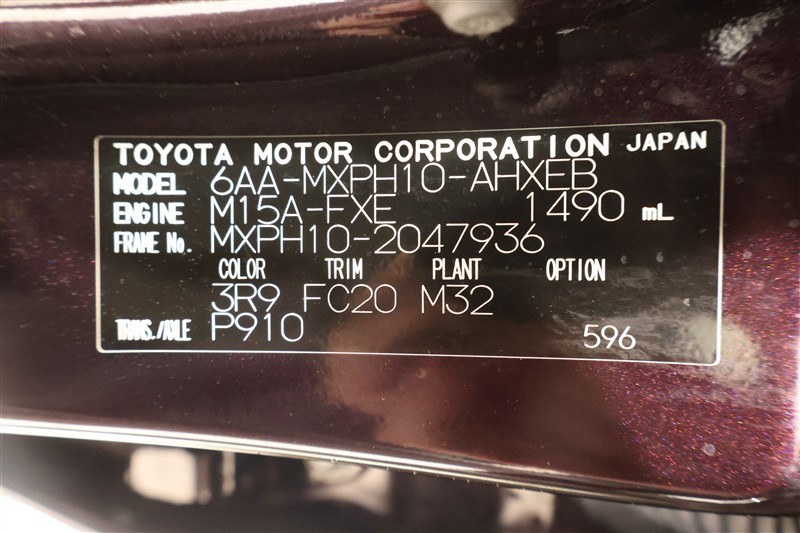 TOYOTA MOTOR CORPORATION JAPAN
MODEL 6AA-MXPH10-AHXEB
ENGINE M15A-FXE 1490 mL
FRAME No. MXPH10-2047936
COLOR TRIM PLANT OPTION
3R9 FC20 M32
TRANS./AXLE P910 596